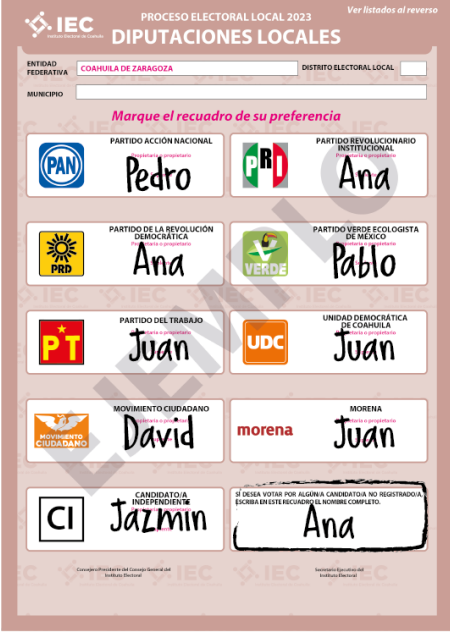 Ver listados al reverso
IEC
Instituto Electoral de Coahuila
PROCESO ELECTORAL LOCAL 2023
DIPUTACIONES LOCALES
ENTIDAD
FEDERATIVA
COAHUILA DE ZARAGOZA
DISTRITO ELECTORAL LOCAL
MUNICIPIO
Marque el recuadro de su preferencia
PAN
PARTIDO ACCIÓN NACIONAL
Propietaria o propietario
Pedro
PRI
PARTIDO REVOLUCIONARIO
INSTITUCIONAL
Propietaria o propietario
Ana
PRD
PARTIDO DE LA REVOLUCIÓN
DEMOCRÁTICA
Propietaria o propietario
Ana
VERDE
PARTIDO VERDE ECOLOGISTA
DE MÉXICO
Propietaria o propietario
Pablo
PT
PARTIDO DEL TRABAJO
Propietaria o propietario
Juan
UDC
UNIDAD DEMOCRÁTICA
DE COAHUILA
Propietaria o propietario
Juan
MOVIMIENTO
CIUDADANO
MOVIMIENTO CIUDADANO
Propietaria o propietario
David
morena
MORENA
Propietaria o propietario
Juan
CI
CANDIDATO/A
INDEPENDIENTE
Propietaria o propietario
Jazmín
SÍ DESEA VOTAR POR ALGÚN/A CANDIDATO/A NO REGISTRADO/A,
ESCRIBA EN ESTE RECUADRO EL NOMBRE COMPLETO.
Ana
Consejero Presidente del Consejo General del
Instituto Electoral
Secretario Ejecutivo del
Instituto Electoral
EJEMPLO